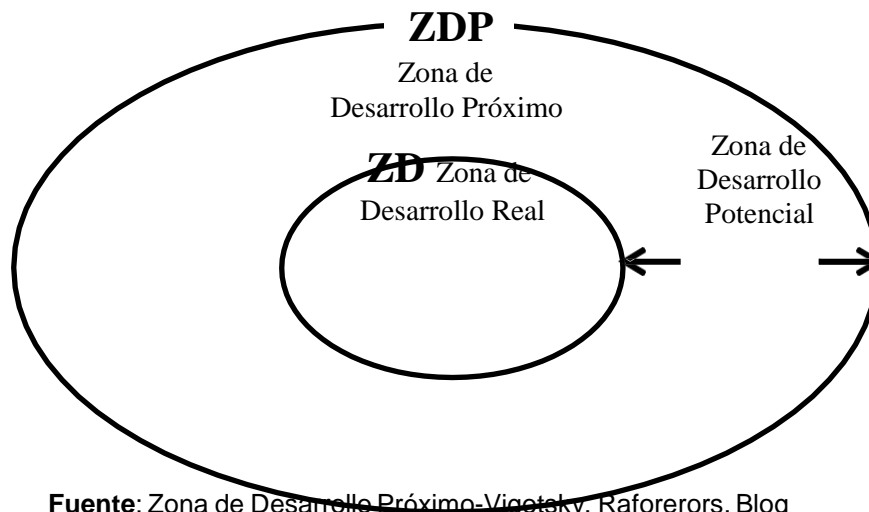 ZDP
Zona de
Desarrollo Próximo
ZD Zona de
Desarrollo Real
Zona de
Desarrollo
Potencial
Fuente: Zona de Desarrollo Próximo-Vigotsky. Raforerors. Blog